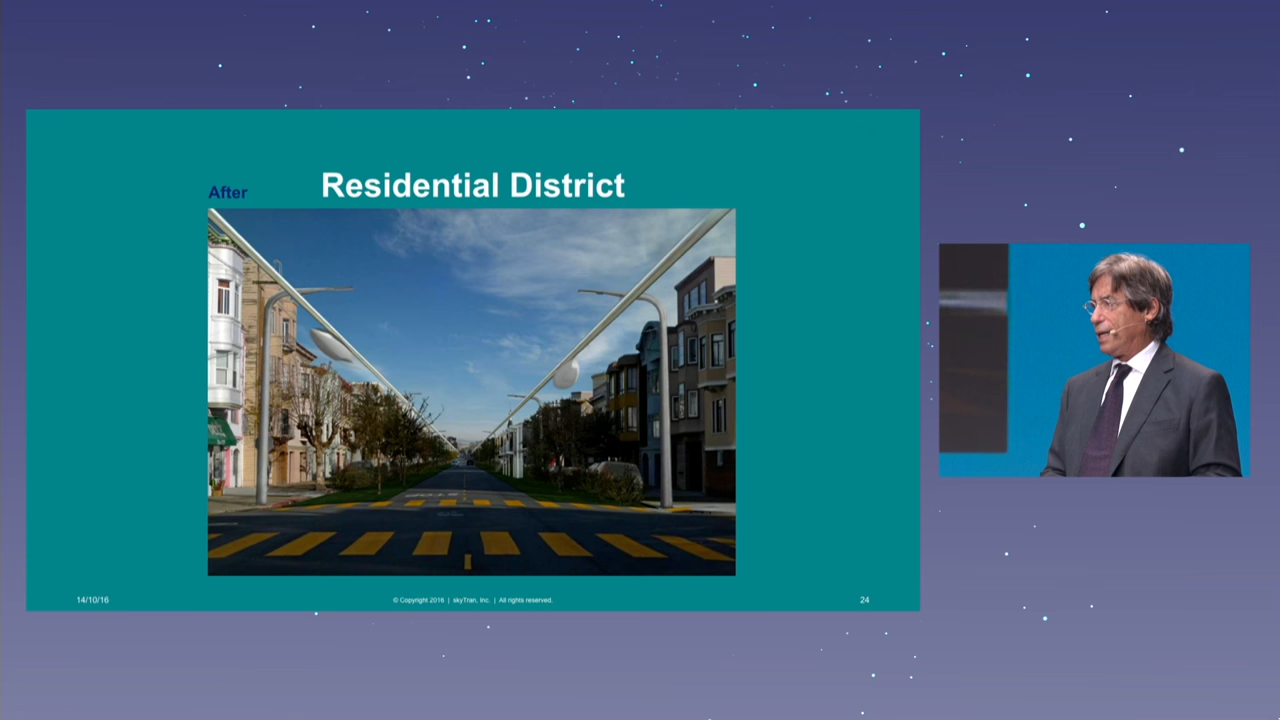 After
Residential District
14/10/16
© Copyright 2016 | skyTran, Inc. | All rights reserved.
24